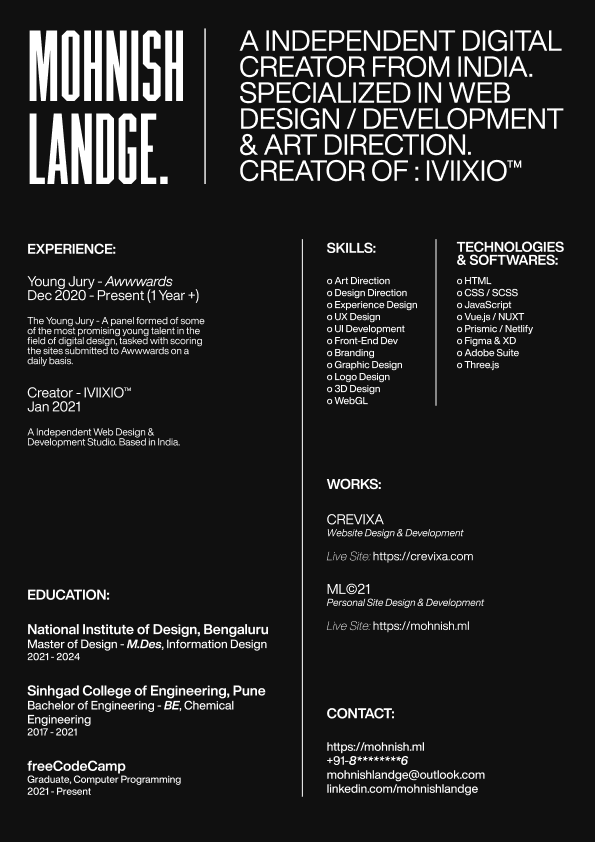 MOHNISH
LANDGE.
A INDEPENDENT DIGITAL
CREATOR FROM INDIA.
SPECIALIZED IN WEB
DESIGN / DEVELOPMENT
& ART DIRECTION.
CREATOR OF : IVIIXIO™
EXPERIENCE:
Young Jury - Awwwards
Dec 2020 - Present (1 Year +)
The Young Jury - A panel formed of some
of the most promising young talent in the
field of digital design, tasked with scoring
the sites submitted to Awwwards on a
daily basis.
Creator - IVIIXIO™
Jan 2021
A Independent Web Design &
Development Studio. Based in India.
EDUCATION:
National Institute of Design, Bengaluru
Master of Design - M.Des, Information Design
2021 - 2024
Sinhgad College of Engineering, Pune
Bachelor of Engineering - BE, Chemical
Engineering
2017 - 2021
freeCodeCamp
Graduate, Computer Programming
2021 - Present
SKILLS:
o Art Direction
o Design Direction
o Experience Design
o UX Design
o UI Development
o Front-End Dev
o Branding
o Graphic Design
o Logo Design
o 3D Design
o WebGL
TECHNOLOGIES
& SOFTWARES:
o HTML
o CSS / SCSS
o JavaScript
o Vue.js / NUXT
o Prismic / Netlify
o Figma & XD
o Adobe Suite
o Three.js
WORKS:
CREVIXA
Website Design & Development
Live Site: https://crevixa.com
ML©21
Personal Site Design & Development
Live Site: https://mohnish.ml
CONTACT:
https://mohnish.ml
+91-8********6
mohnishlandge@outlook.com
linkedin.com/mohnishlandge